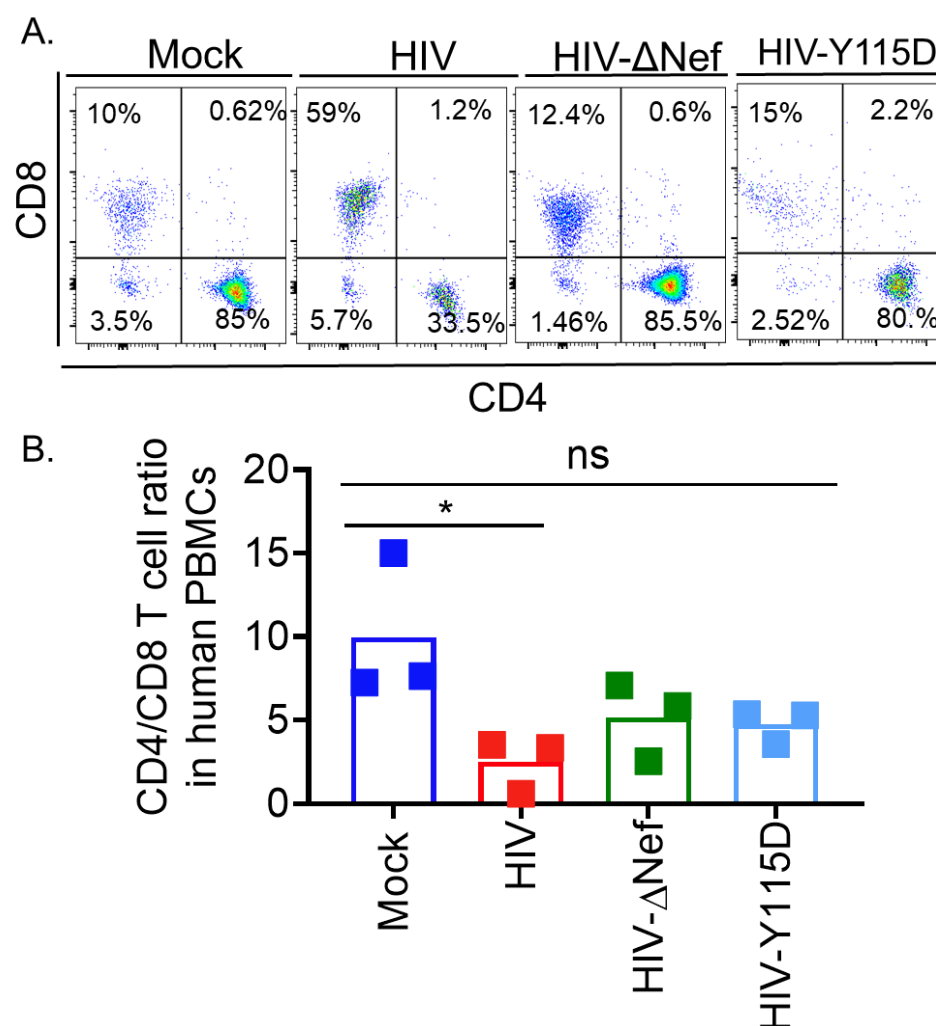 A.
Mock HIV HIV-ΔNef HIV-Y115D
10% 0.62% 59% 1.2% 12.4% 0.6% 15% 2.2%
CD8
3.5% 85% 5.7% 33.5% 1.46% 85.5% 2.52% 80.%
CD4
B.
CD4/CD8 T cell ratio
in human PBMCs
20
15
10
5
0
ns
*
Mock
HIV
HIV-ΔNef
HIV-Y115D